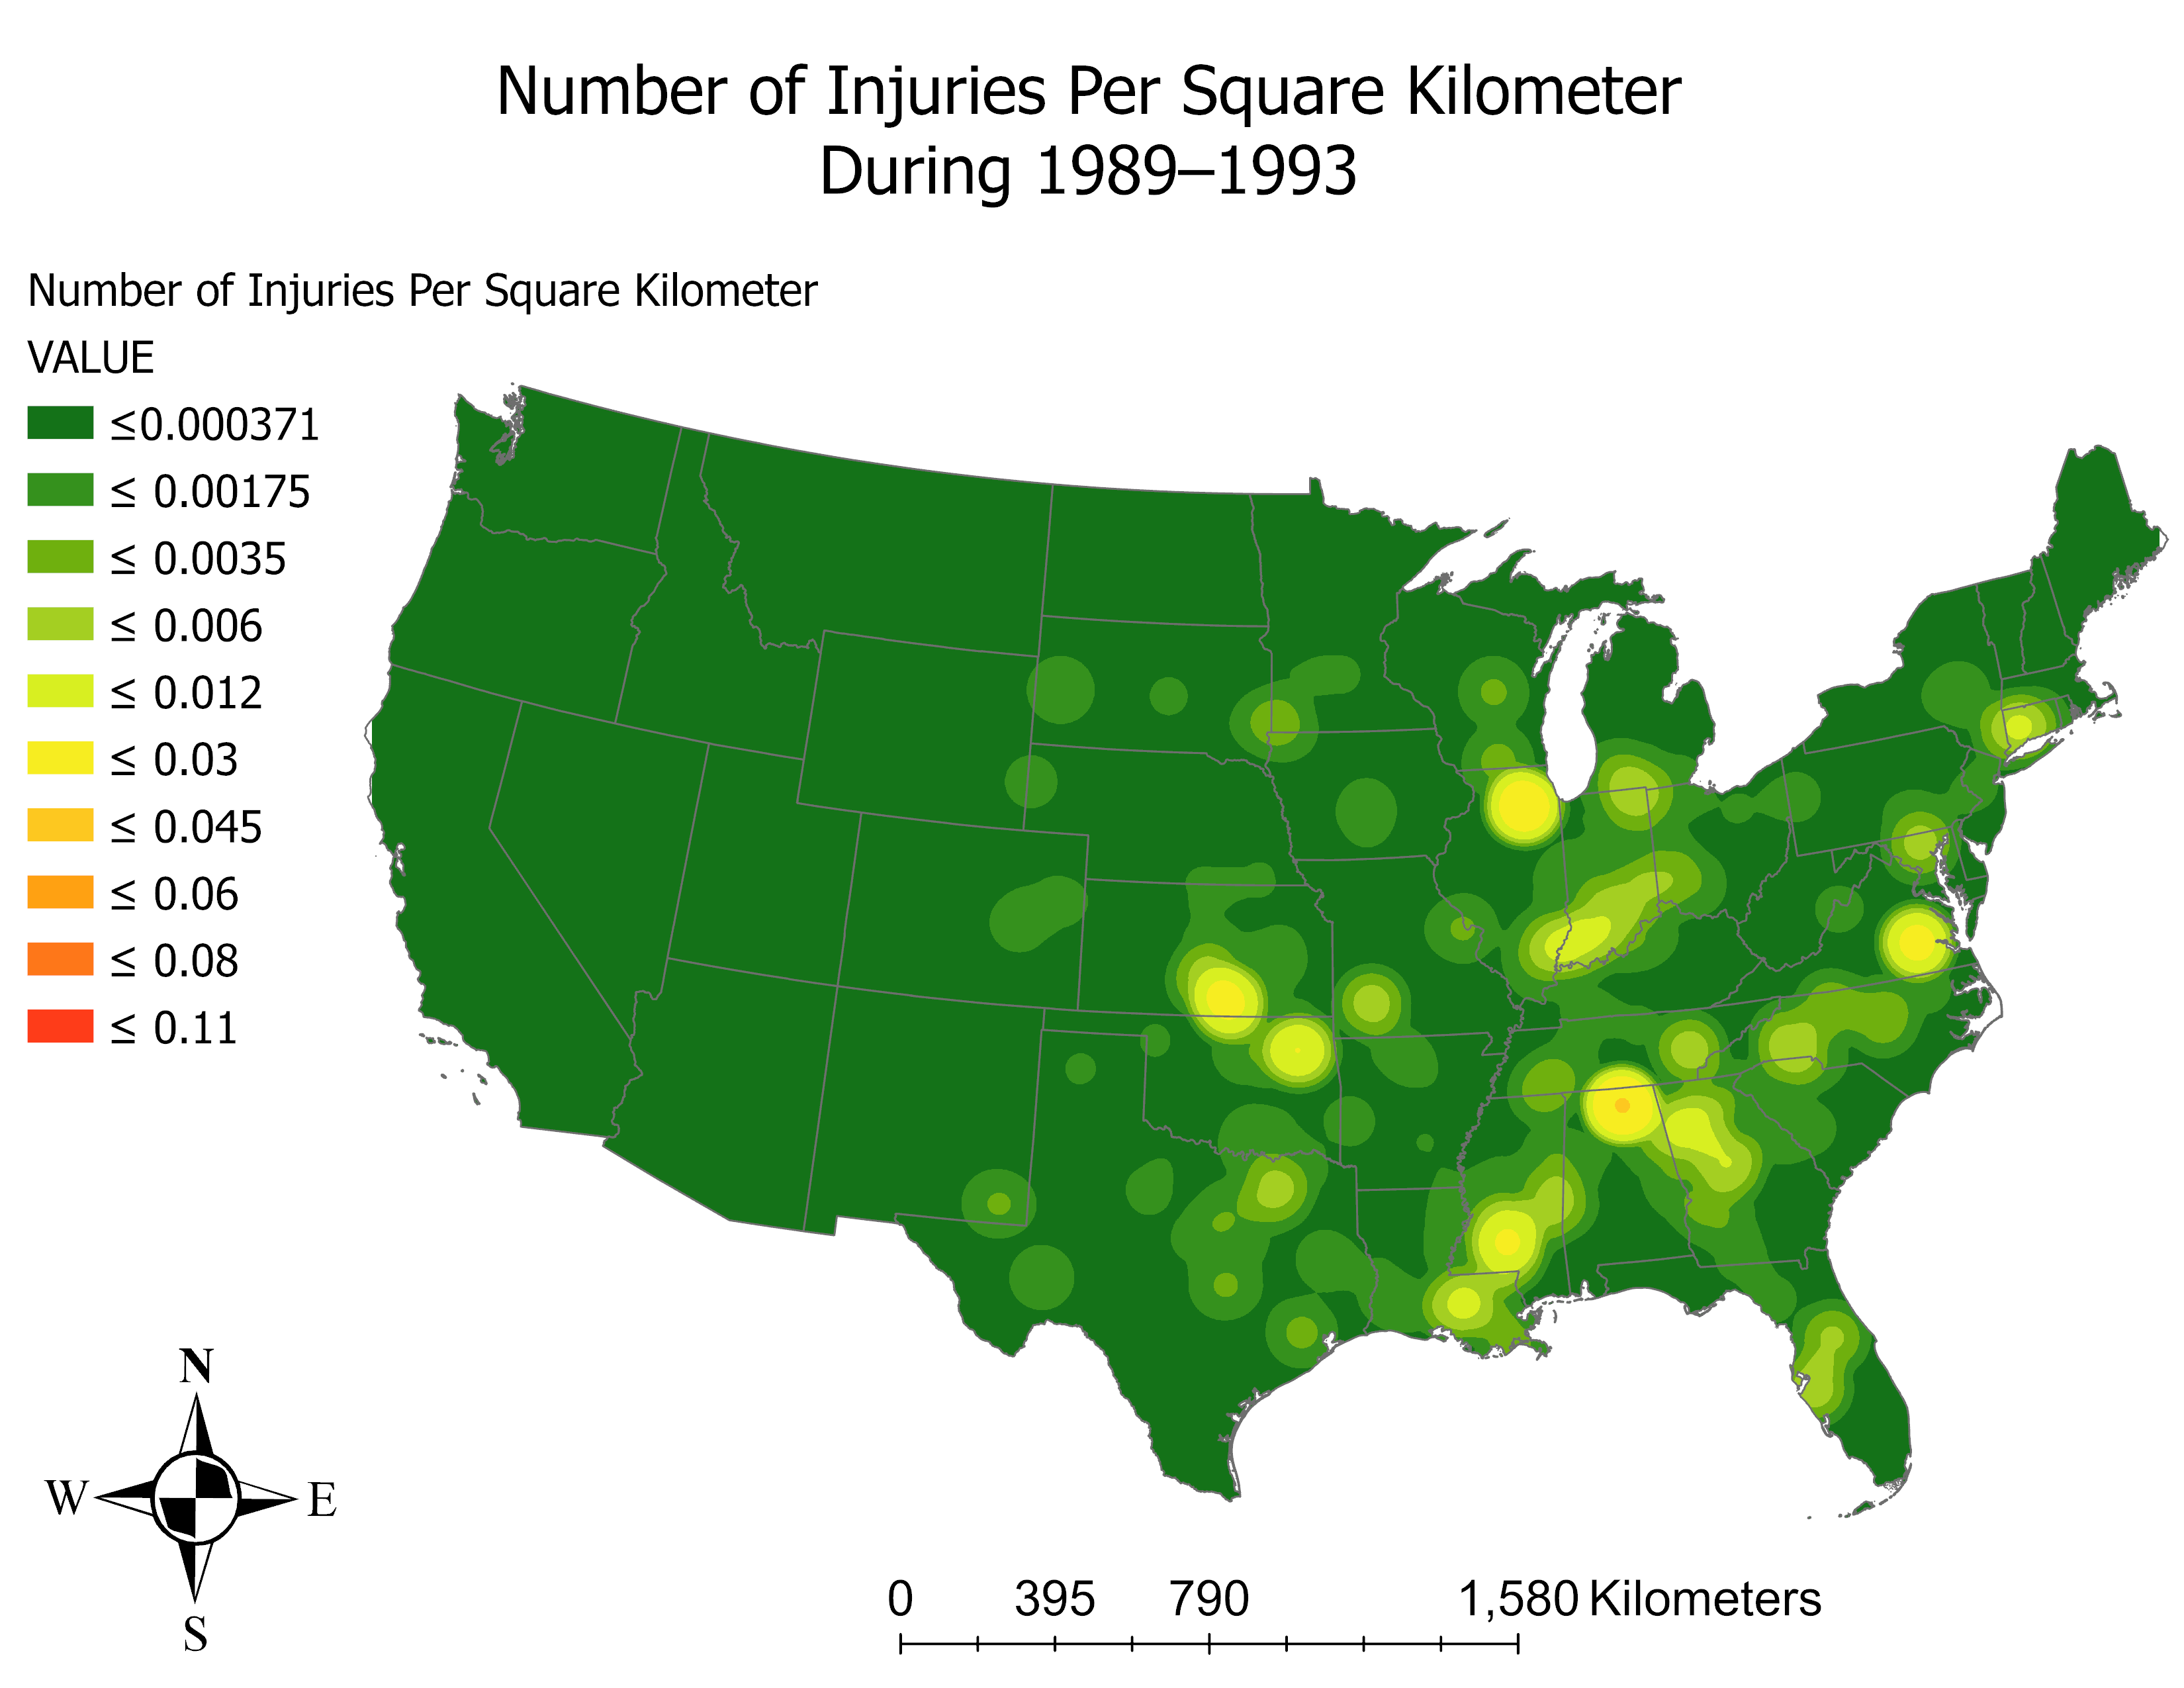 Number of Injuries Per Square Kilometer
During 1989–1993
Number of Injuries Per Square Kilometer
VALUE
≤0.000371
≤ 0.00175
≤ 0.0035
≤ 0.006
≤ 0.012
≤ 0.03
≤ 0.045
≤ 0.06
≤ 0.08
≤ 0.11
N
W E
S
0 395 790 1,580 Kilometers